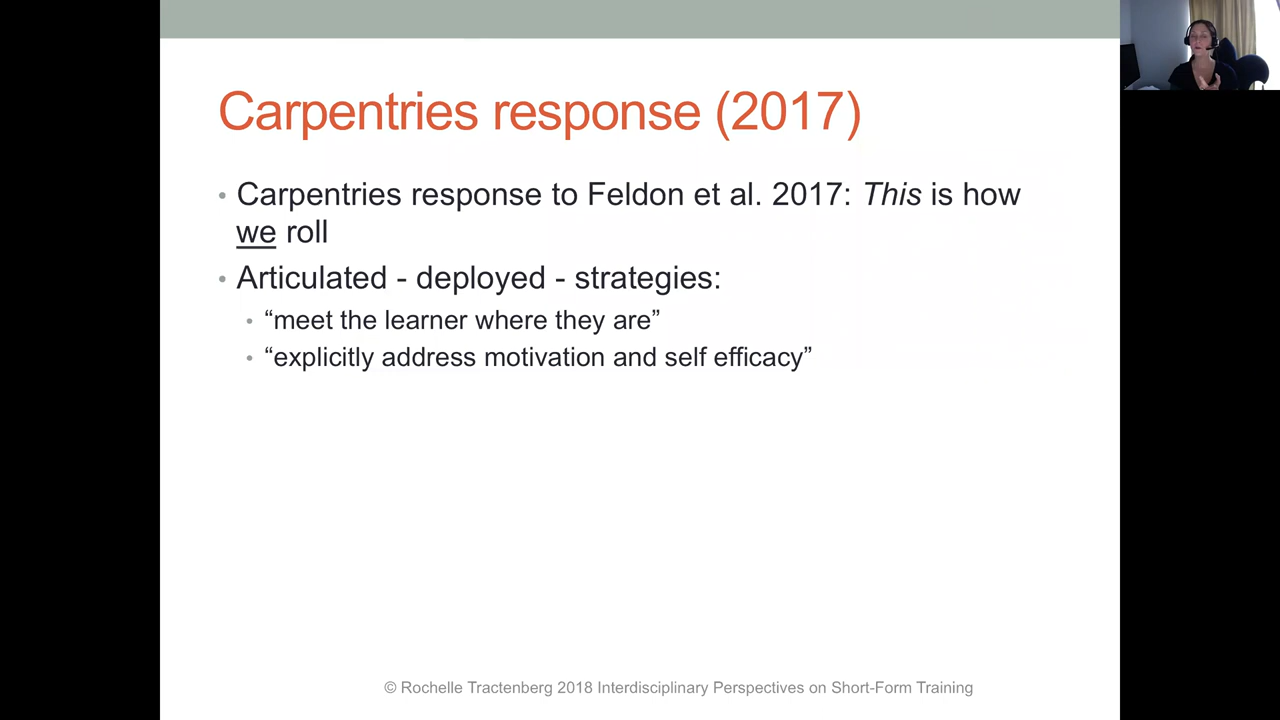 Carpentries response (2017)
• Carpentries response to Feldon et al. 2017: This is how
we roll
• Articulated - deployed - strategies:
• “meet the learner where they are”
• “explicitly address motivation and self efficacy”
© Rochelle Tractenberg 2018 Interdisciplinary Perspectives on Short-Form Training